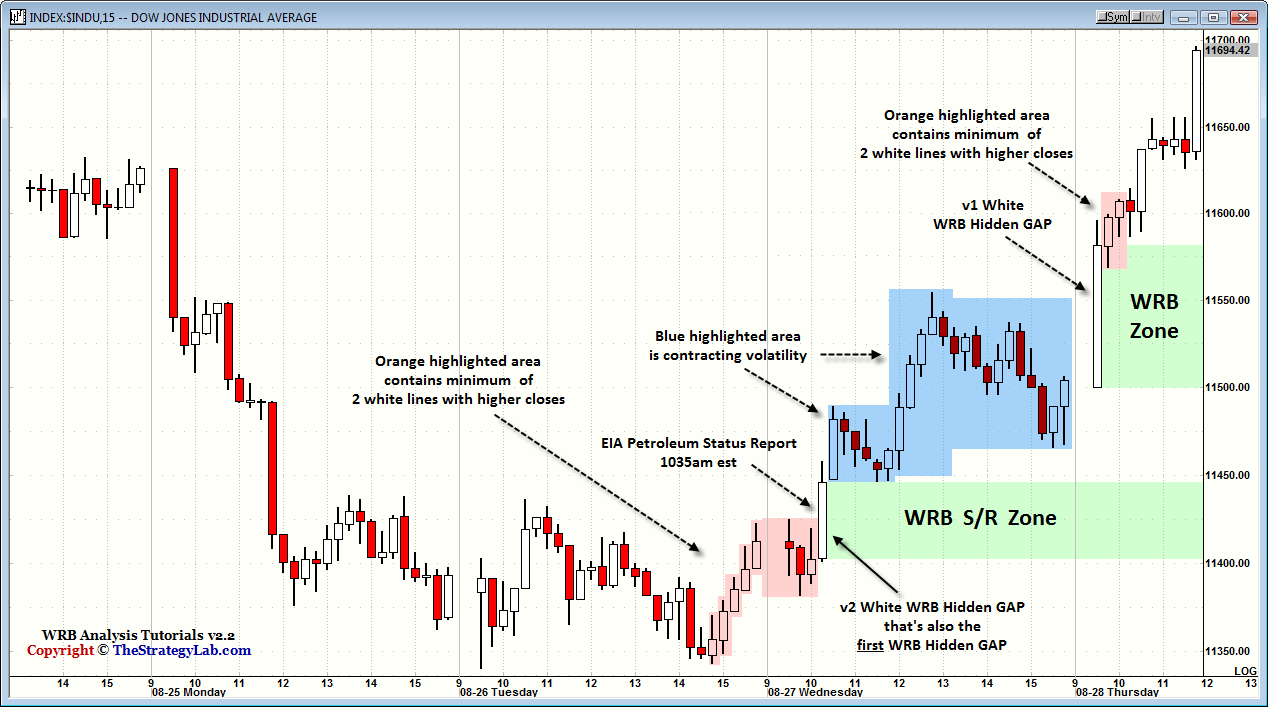 INDEX:$INDU,15 -- DOW JONES INDUSTRIAL AVERAGE
Sym Intv
11700.00
11694.42
11650.00
11600.00
11550.00
11500.00
11450.00
11400.00
11350.00
LOG
Orange highlighted area
contains minimum of
2 white lines with higher closes
v1 White
WRB Hidden GAP
WRB
Zone
Blue highlighted area
is contracting volatility
Orange highlighted area
contains minimum of
2 white lines with higher closes
EIA Petroleum Status Report
1035am est
WRB S/R Zone
v2 White WRB Hidden GAP
that's also the
first WRB Hidden GAP
WRB Analysis Tutorials v2.2
Copyright © TheStrategyLab.com
14 15 9 10 11 12 13 14 15 9 10 11 12 13 14 15 9 10 11 12 13 14 15 9 10 11 12 13
08-25 Monday 08-26 Tuesday 08-27 Wednesday 08-28 Thursday